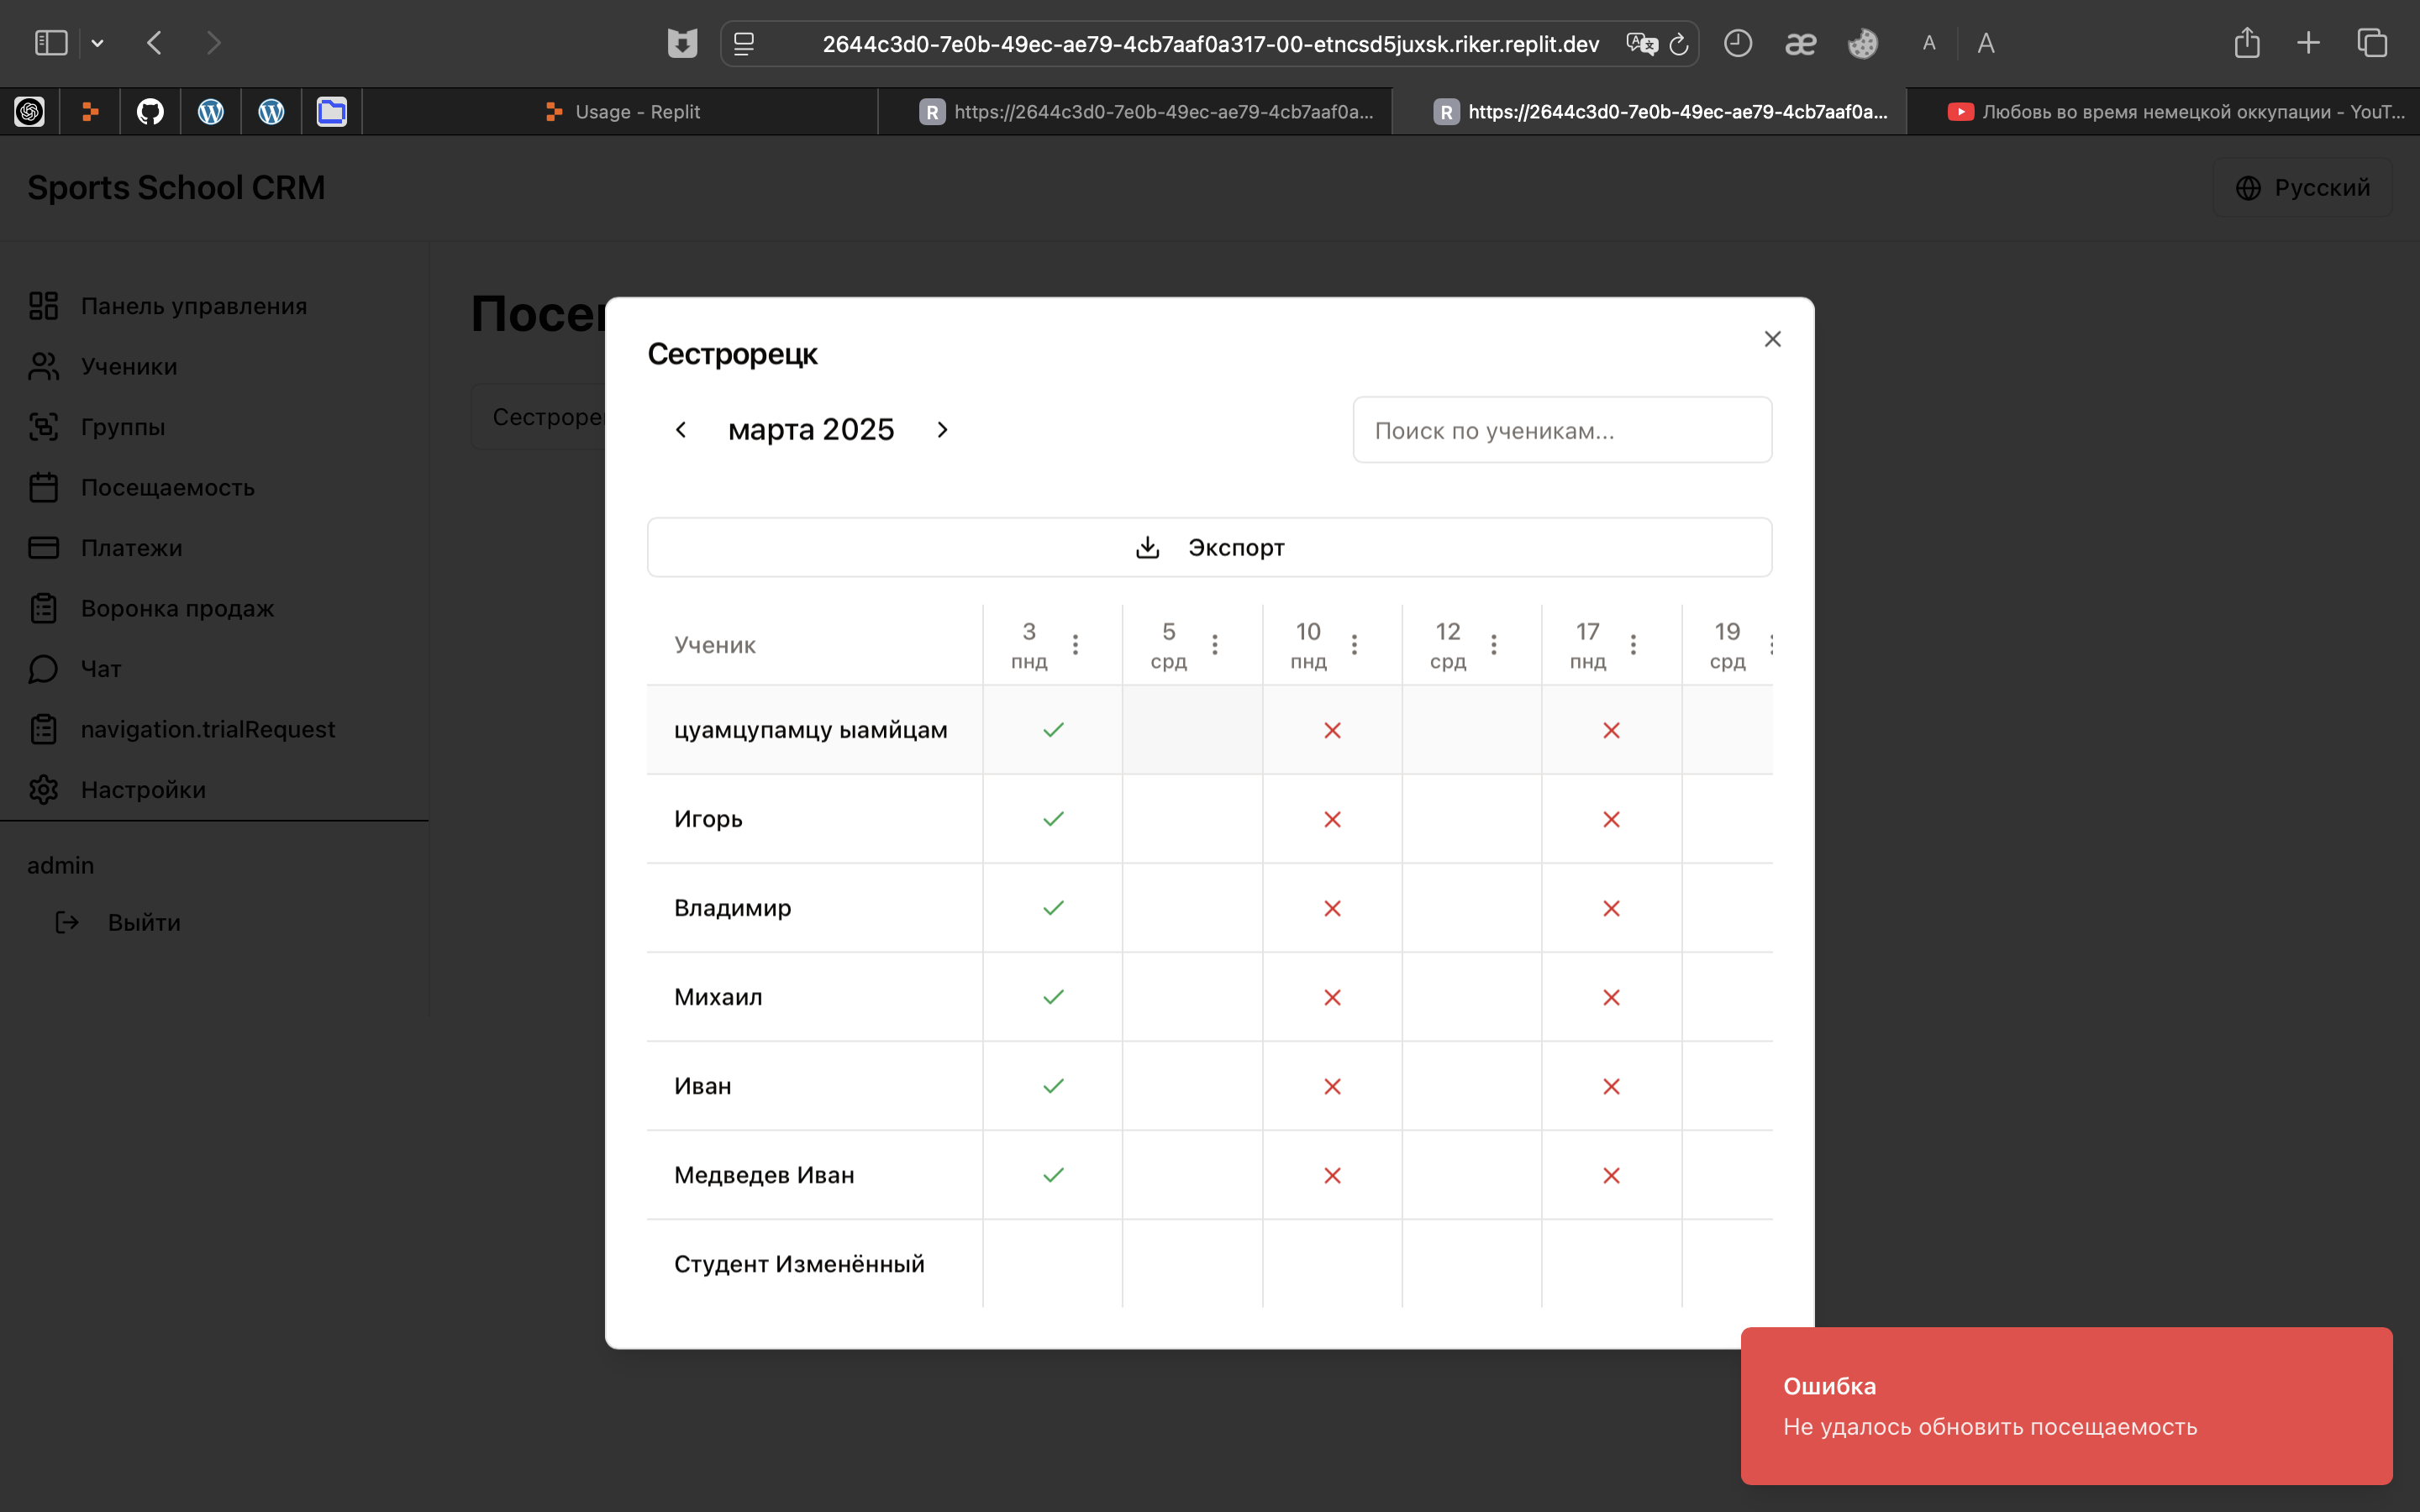 2644c3d0-7e0b-49ec-ae79-4cb7aaf0a317-00-etncsd5juxsk.riker.replit.dev
A A
Usage - Replit
R https://2644c3d0-7e0b-49ec-ae79-4cb7aaf0a...
R https://2644c3d0-7e0b-49ec-ae79-4cb7aaf0a...
Любовь во время немецкой оккупации - YouT...
Sports School CRM
Русский
Панель управления
Ученики
Группы
Посещаемость
Платежи
Воронка продаж
Чат
navigation.trialRequest
Настройки
admin
Выйти
Сестрорецк
марта 2025
Поиск по ученикам...
Экспорт
Ученик
3 пнд
5 срд
10 пнд
12 срд
17 пнд
19 срд
цуамцупамцу ыамйцам
Игорь
Владимир
Михаил
Иван
Медведев Иван
Студент Изменённый
Ошибка
Не удалось обновить посещаемость